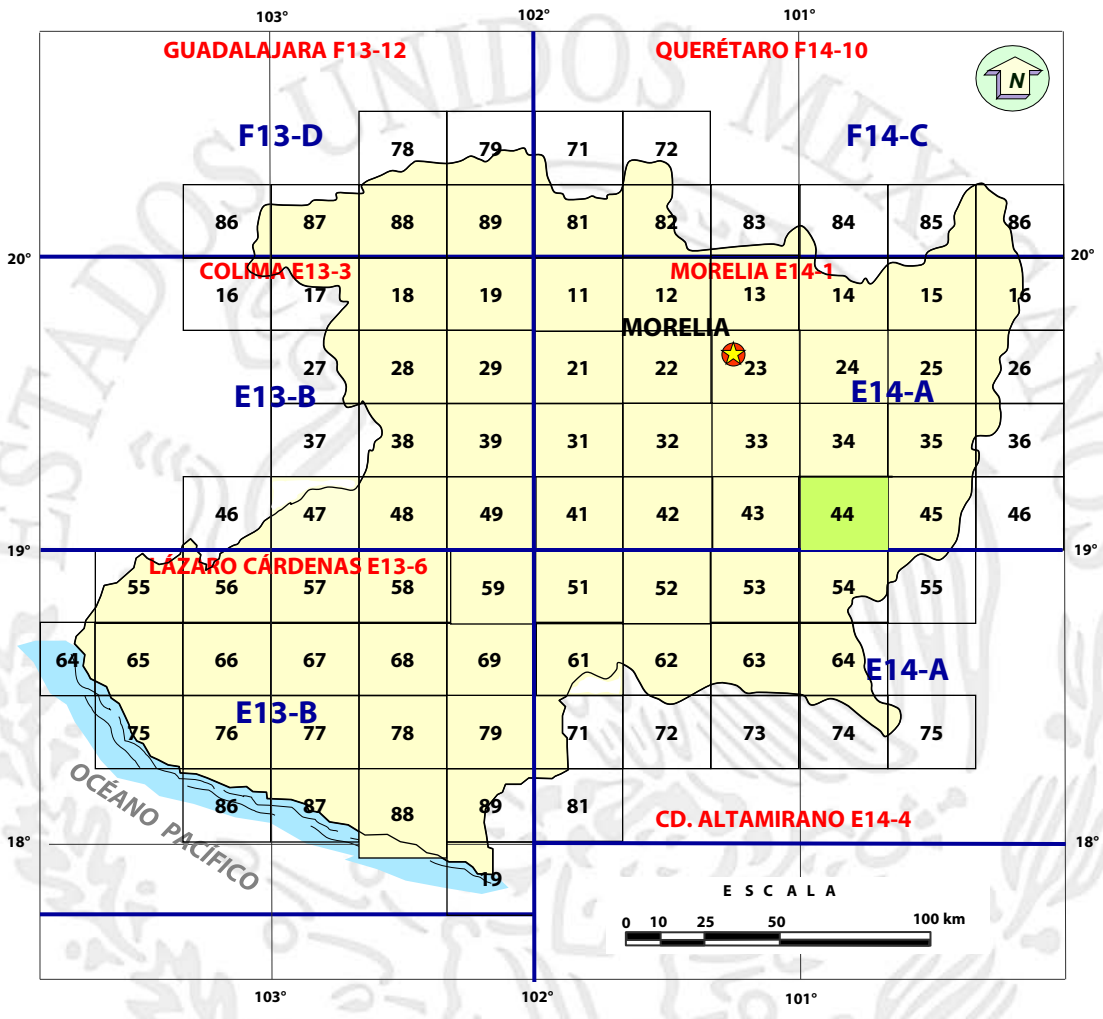 103° 102° 101°
GUADALAJARA F13-12 QUERÉTARO F14-10
N
F13-D F14-C
78 79 71 72
86 87 88 89 81 82 83 84 85 86
20° 20°
COLIMA E13-3 MORELIA E14-1
16 17 18 19 11 12 13 14 15 16
MORELIA
27 28 29 21 22 23 24 25 26
E13-B E14-A
37 38 39 31 32 33 34 35 36
46 47 48 49 41 42 43 44 45 46
19° 19°
LÁZARO CÁRDENAS E13-6
55 56 57 58 59 51 52 53 54 55
64 65 66 67 68 69 61 62 63 64
E14-A
E13-B
75 76 77 78 79 71 72 73 74 75
OCÉANO PACÍFICO
86 87 88 89 81
CD. ALTAMIRANO E14-4
18° 18°
19
ESCALA
0 10 25 50 100 km
103° 102° 101°
ESTADOS UNIDOS MEXICANOS